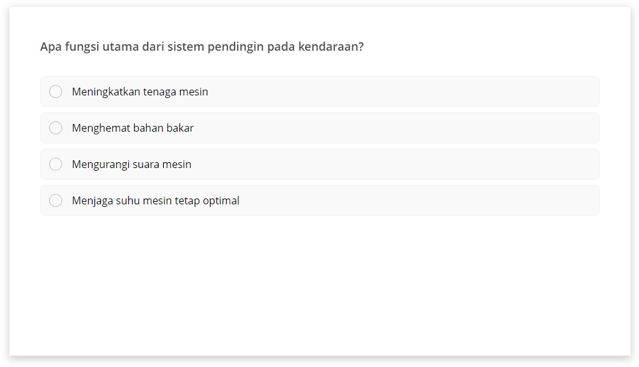 Apa fungsi utama dari sistem pendingin pada kendaraan?
Meningkatkan tenaga mesin
Menghemat bahan bakar
Mengurangi suara mesin
Menjaga suhu mesin tetap optimal